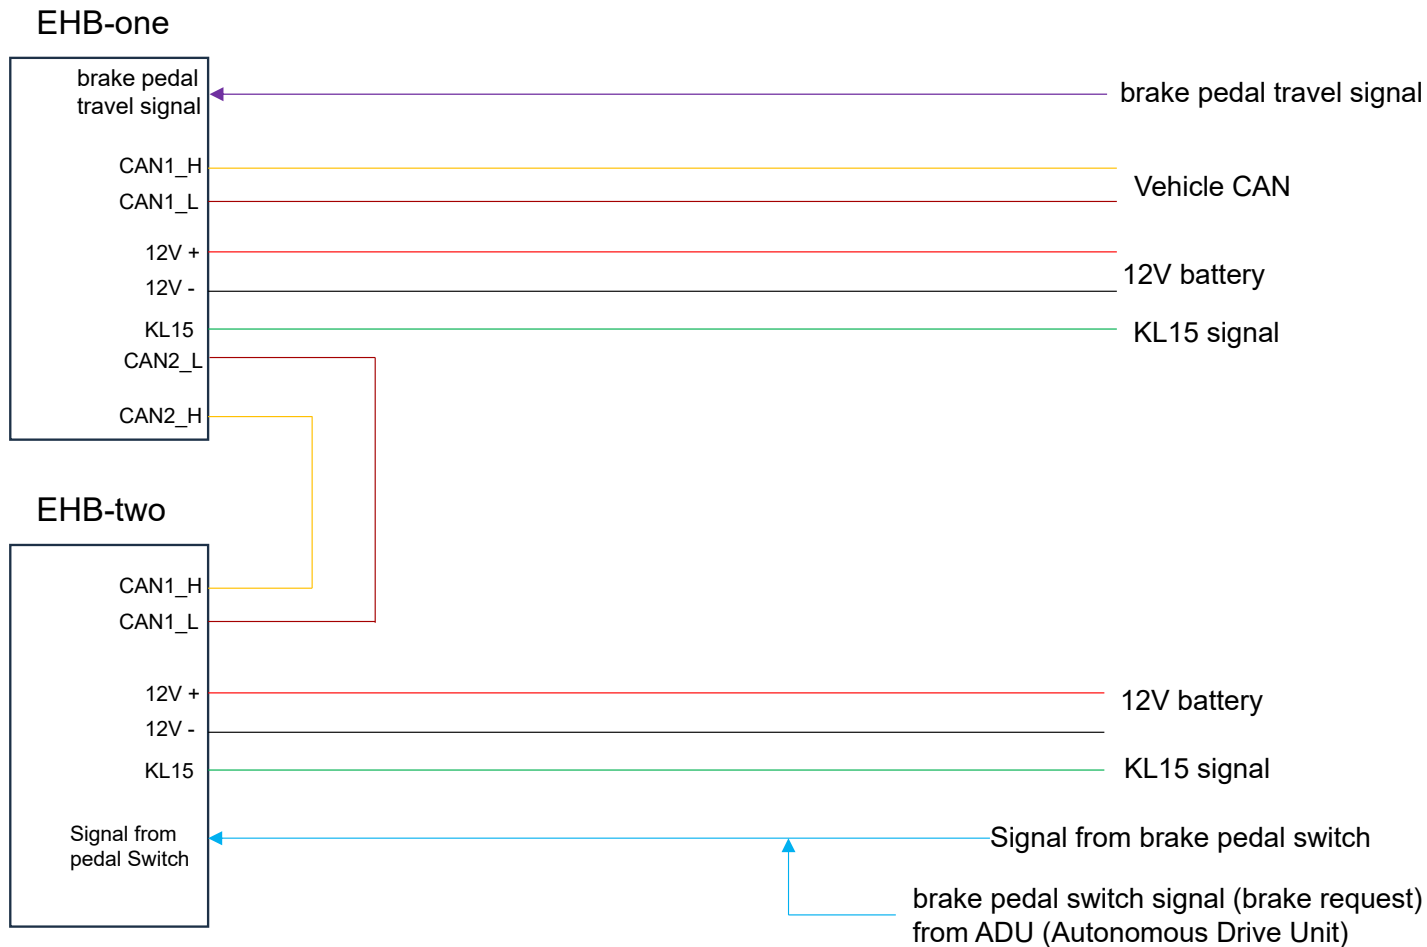 EHB-one
brake pedal
travel signal
brake pedal travel signal
CAN1_H
CAN1_L
Vehicle CAN
12V +
12V -
12V battery
KL15
KL15 signal
CAN2_L
CAN2_H
EHB-two
CAN1_H
CAN1_L
12V +
12V -
12V battery
KL15
KL15 signal
Signal from
pedal Switch
Signal from brake pedal switch
brake pedal switch signal (brake request)
from ADU (Autonomous Drive Unit)